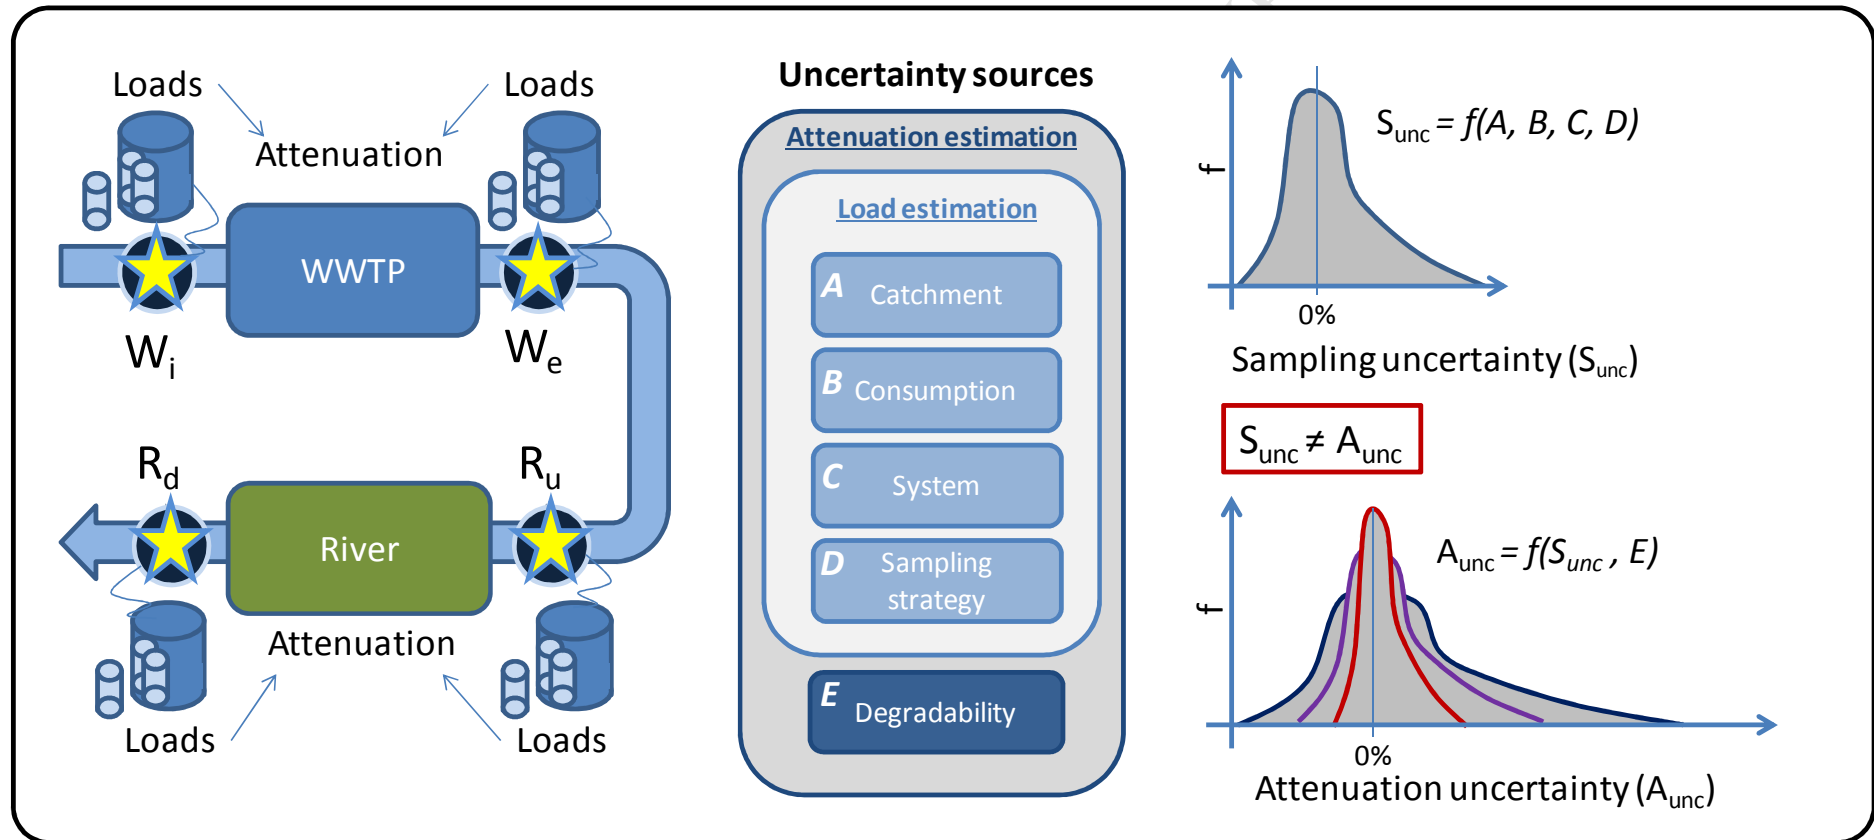 Loads
Loads
Attenuation
WWTP
Wi
We
Rd
Ru
River
Attenuation
Loads
Loads
Uncertainty sources
Attenuation estimation
Load estimation
A Catchment
B Consumption
C System
D Sampling
strategy
E Degradability
f
Sunc = f(A, B, C, D)
0%
Sampling uncertainty (Sunc)
Sunc ≠ Aunc
f
Aunc = f(Sunc , E)
0%
Attenuation uncertainty (Aunc)